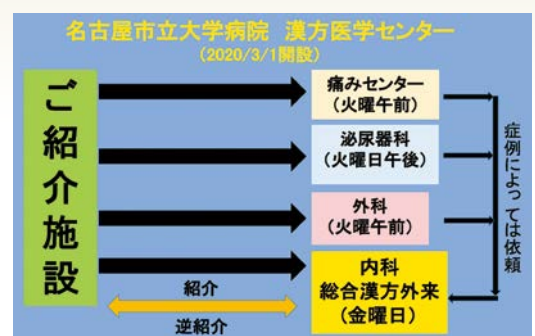 名古屋市立大学病院 漢方医学センター
(2020/3/1開設)
ご紹介施設
痛みセンター
(火曜午前)
泌尿器科
(火曜日午後)
外科
(火曜午前)
内科
総合漢方外来
(金曜日)
紹介
逆紹介
症例によっては依頼